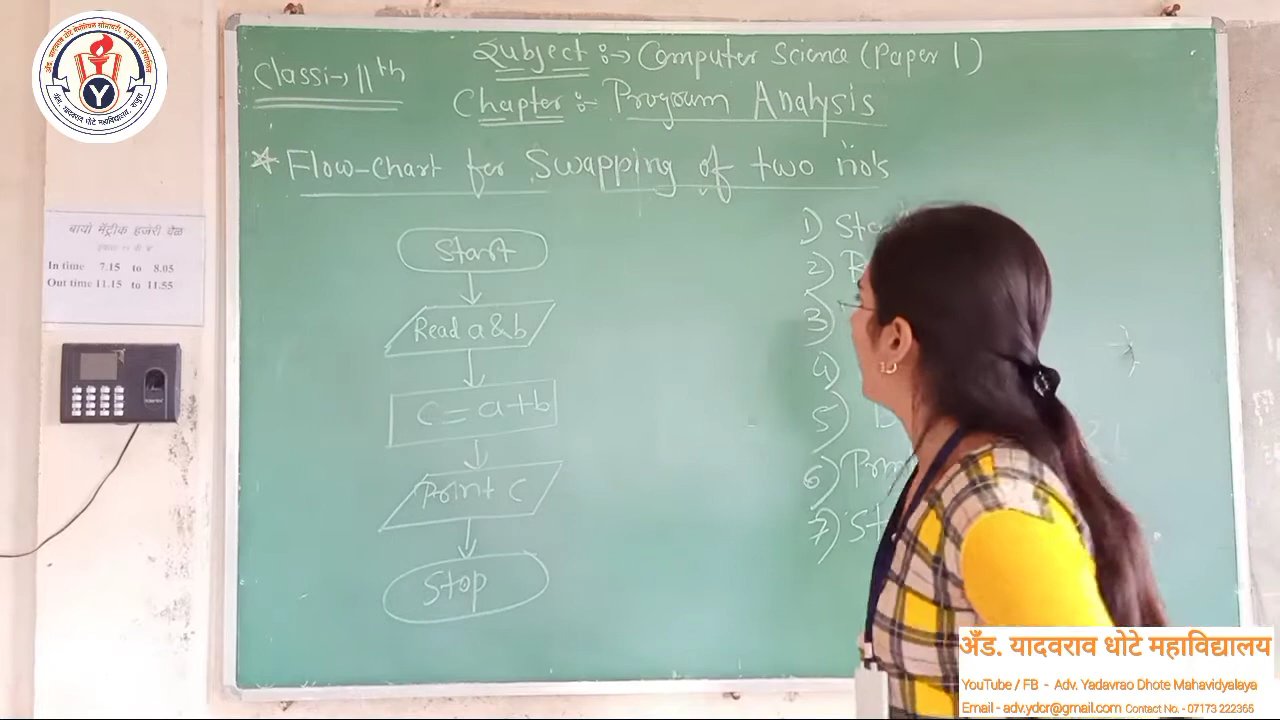 Class:→ 11th
Subject :→ Computer Science (Paper 1)
Chapter :- Program Analysis
* Flow-Chart for Swapping of two no's
Start
Read a & b
C = a + b
Print C
Stop
1)
2)
3)
4)
5)
6)
7)
Y
बायो मॅट्रीक हजेरी वेळ
In time 7.15 to 8.05
Out time 11.15 to 11.55
अँड. यादवराव धोटे महाविद्यालय
YouTube / FB - Adv. Yadavrao Dhote Mahavidyalaya
Email - adv.ydcr@gmail.com Contact No. - 07173 222365